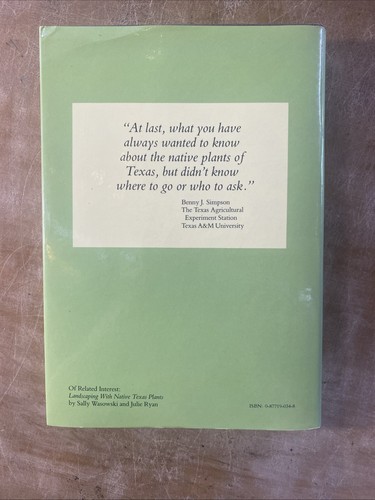 “At last, what you have
always wanted to know
about the native plants of
Texas, but didn’t know
where to go or who to ask.”
Benny J. Simpson
The Texas Agricultural
Experiment Station
Texas A&M University
Of Related Interest:
Landscaping With Native Texas Plants
by Sally Wasowski and Julie Ryan
ISBN: